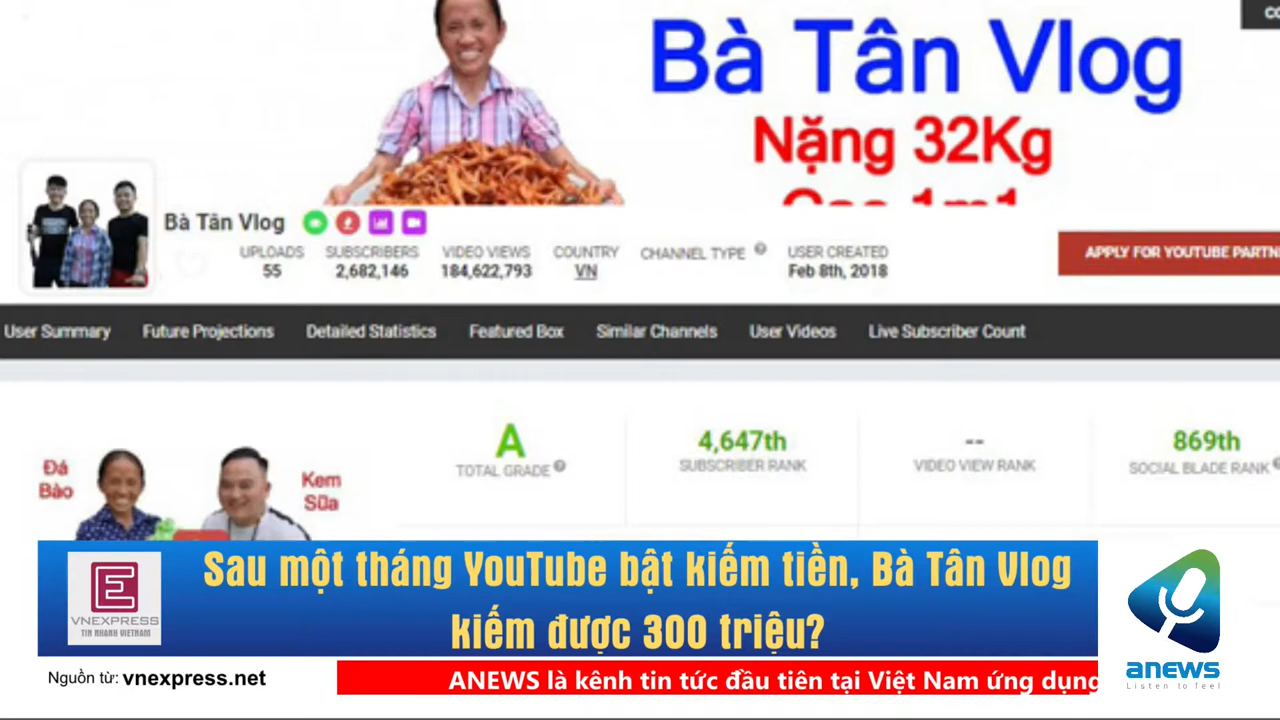 CO
Bà Tân Vlog
Nặng 32Kg
Cao 1m1
Bà Tân Vlog
UPLOADS SUBSCRIBERS VIDEO VIEWS COUNTRY CHANNEL TYPE USER CREATED
55 2,682,146 184,622,793 VN Feb 8th, 2018
APPLY FOR YOUTUBE PARTN
User Summary Future Projections Detailed Statistics Featured Box Similar Channels User Videos Live Subscriber Count
A 4,647th -- 869th
TOTAL GRADE SUBSCRIBER RANK VIDEO VIEW RANK SOCIAL BLADE RANK
Đá
Bào
Kem
Sữa
Sau một tháng YouTube bật kiếm tiền, Bà Tân Vlog
kiếm được 300 triệu?
E
VNEXPRESS
TIN NHANH VIETNAM
Nguồn từ: vnexpress.net
ANEWS là kênh tin tức đầu tiên tại Việt Nam ứng dụng
anews
Listen to feel